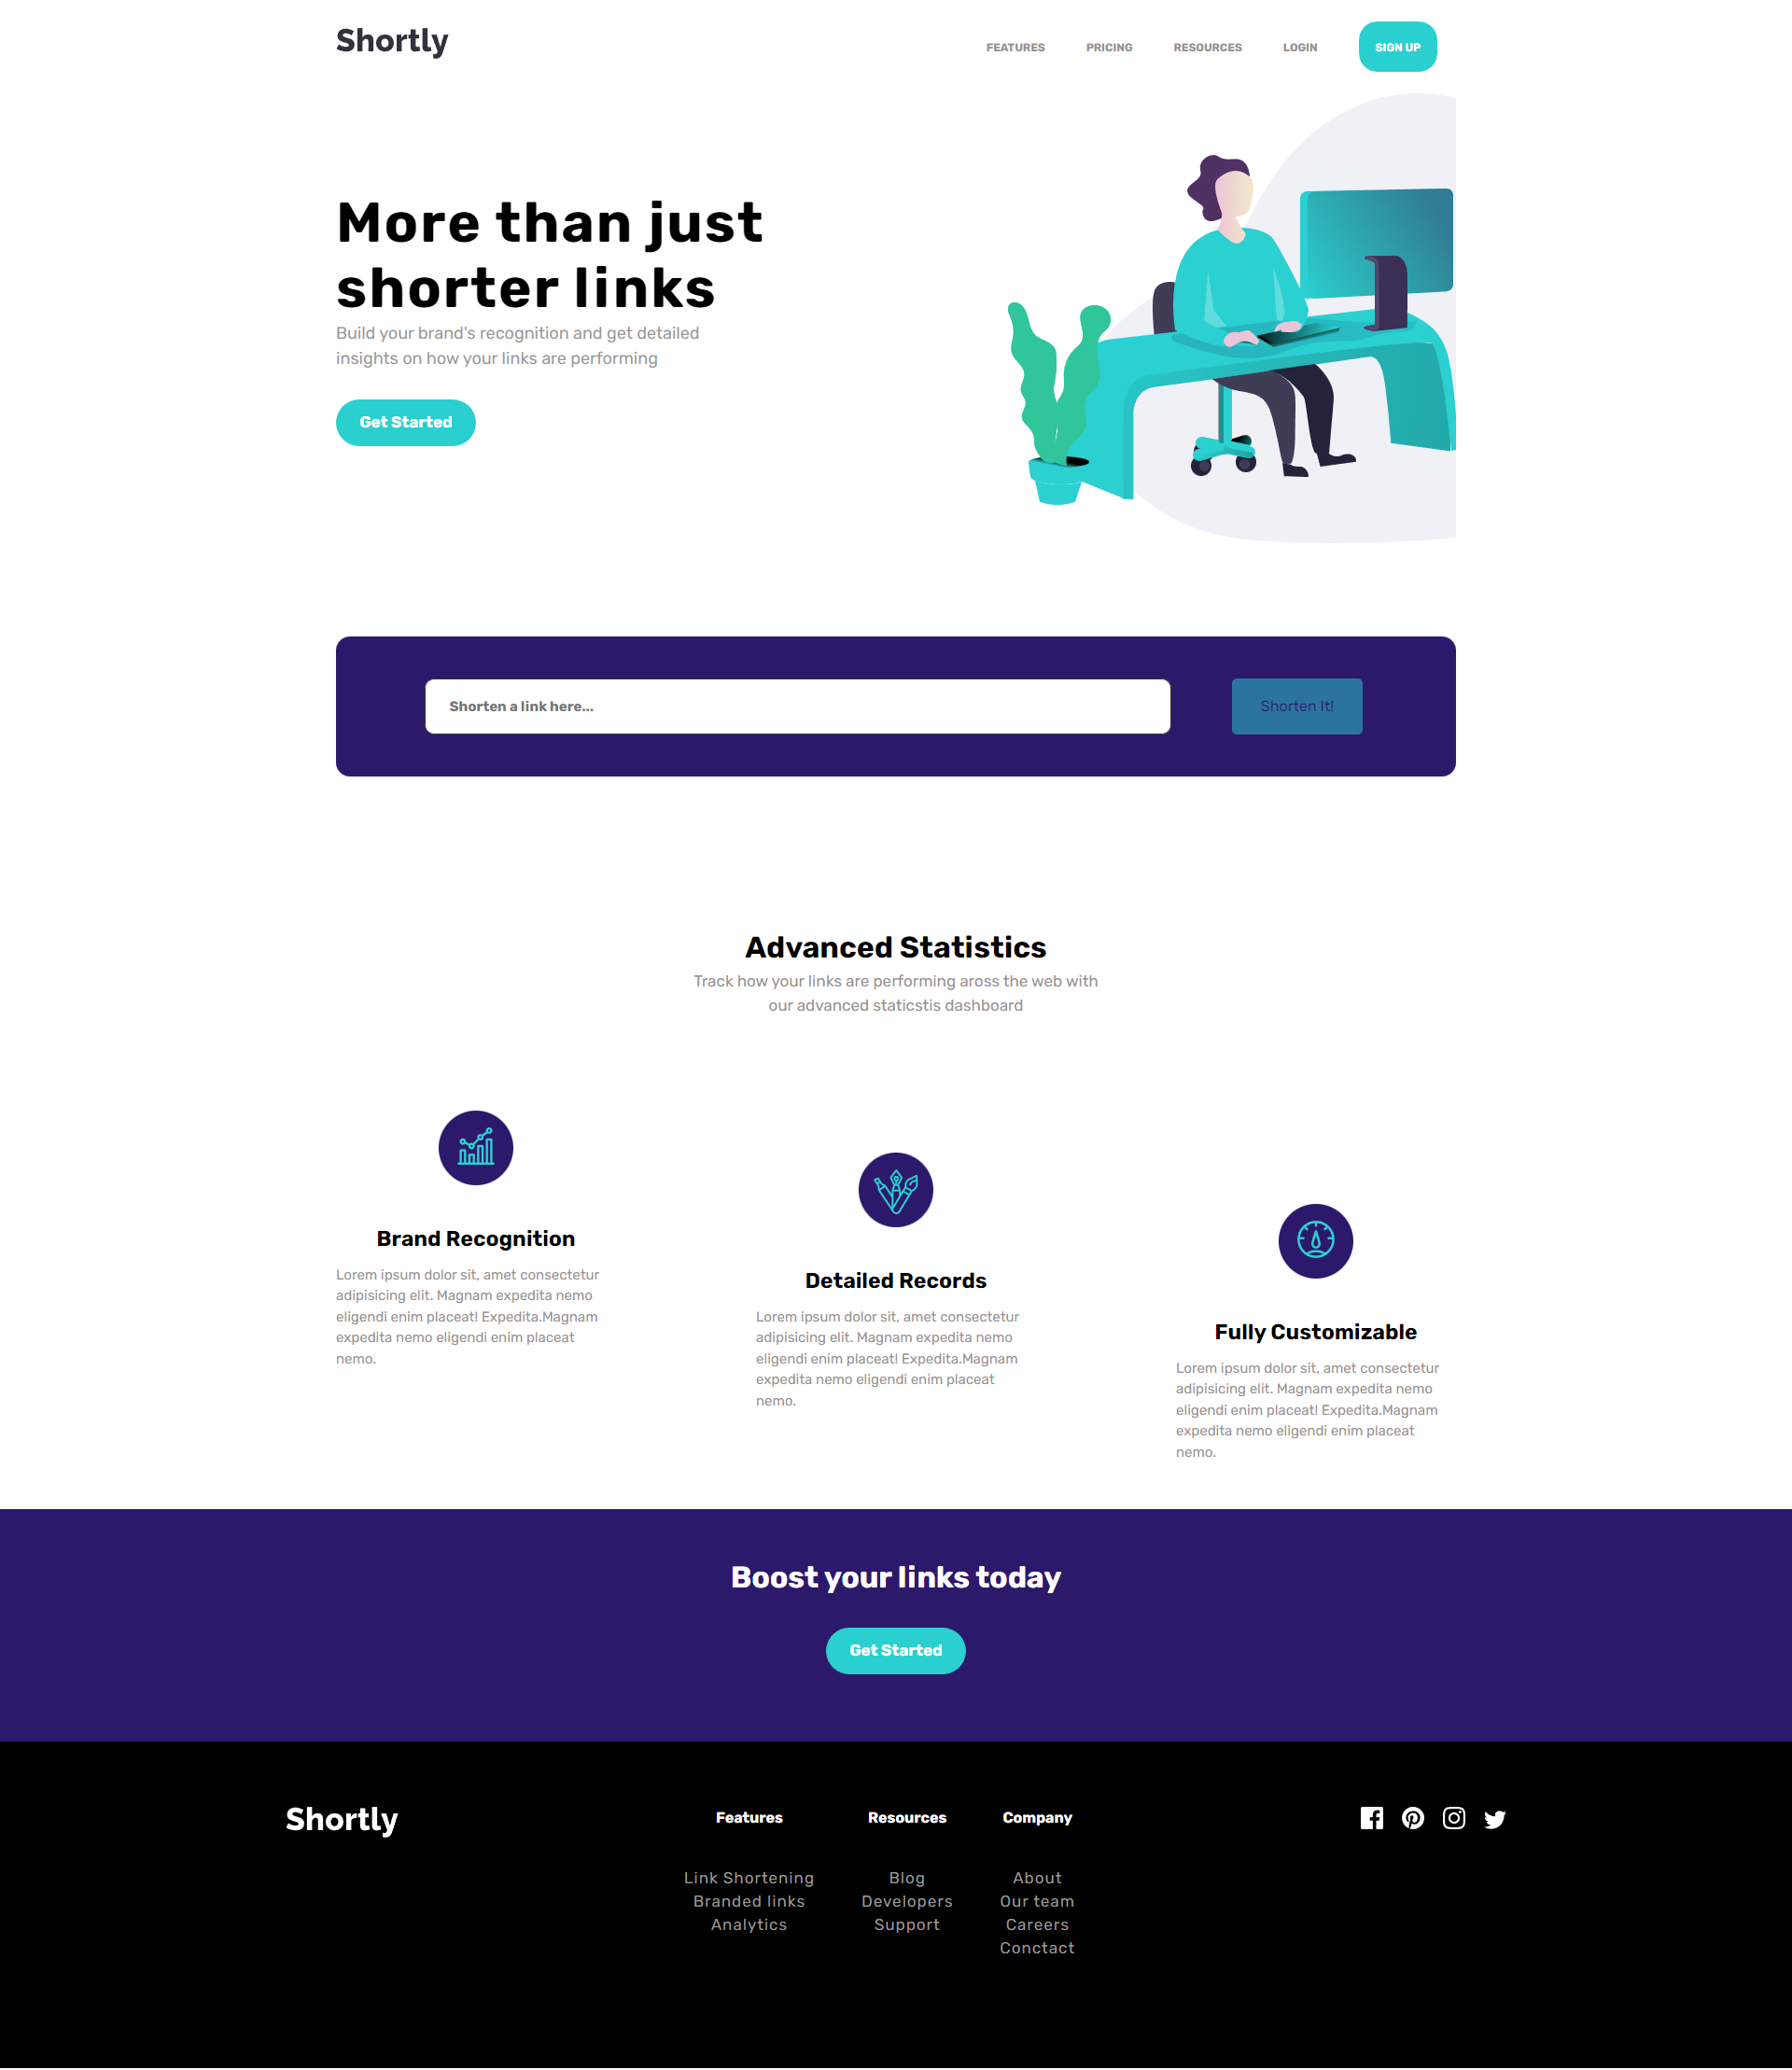 Shortly
FEATURES PRICING RESOURCES LOGIN SIGN UP
More than just
shorter links
Build your brand's recognition and get detailed
insights on how your links are performing
Get Started
Shorten a link here...
Shorten It!
Advanced Statistics
Track how your links are performing aross the web with
our advanced staticstis dashboard
Brand Recognition
Lorem ipsum dolor sit, amet consectetur
adipisicing elit. Magnam expedita nemo
eligendi enim placeat! Expedita.Magnam
expedita nemo eligendi enim placeat
nemo.
Detailed Records
Lorem ipsum dolor sit, amet consectetur
adipisicing elit. Magnam expedita nemo
eligendi enim placeat! Expedita.Magnam
expedita nemo eligendi enim placeat
nemo.
Fully Customizable
Lorem ipsum dolor sit, amet consectetur
adipisicing elit. Magnam expedita nemo
eligendi enim placeat! Expedita.Magnam
expedita nemo eligendi enim placeat
nemo.
Boost your links today
Get Started
Shortly
Features
Link Shortening
Branded links
Analytics
Resources
Blog
Developers
Support
Company
About
Our team
Careers
Conctact